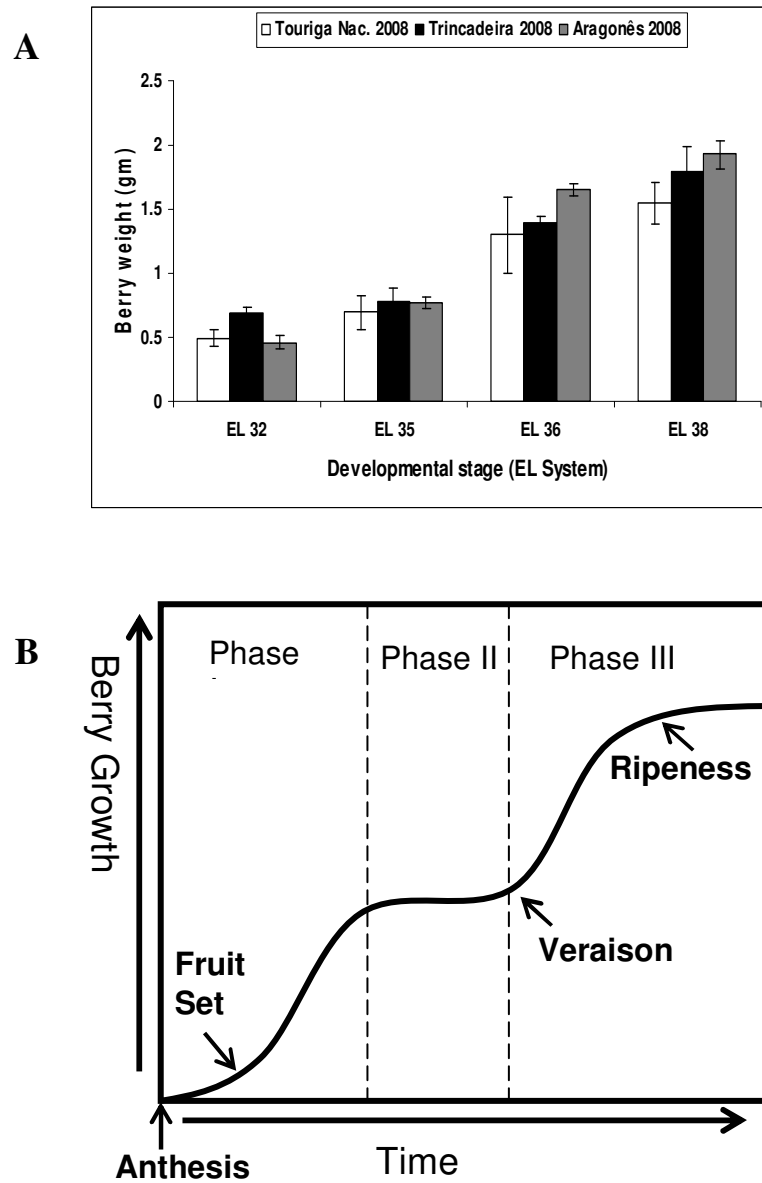 A
Touriga Nac. 2008 Trincadeira 2008 Aragonês 2008
2.5
2
1.5
1
0.5
0
Berry weight (gm)
EL 32 EL 35 EL 36 EL 38
Developmental stage (EL System)
B
Berry Growth
Phase
Phase II
Phase III
Ripeness
Veraison
Fruit
Set
Anthesis
Time